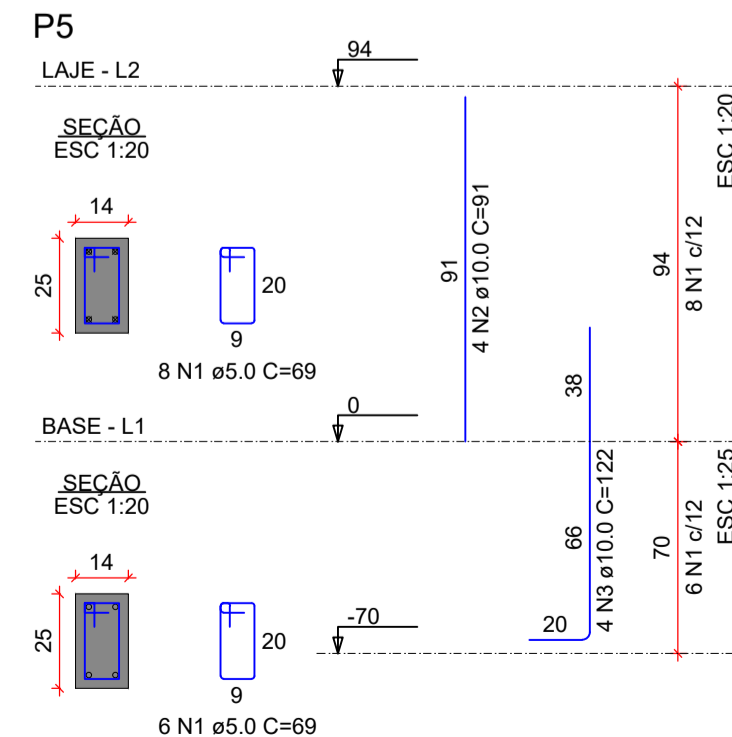 P5
LAJE - L2
94
SEÇÃO
ESC 1:20
14
25
20
9
8 N1 ø5.0 C=69
91
4 N2 ø10.0 C=91
94
8 N1 c/12
ESC 1:20
BASE - L1
0
SEÇÃO
ESC 1:20
14
25
20
9
6 N1 ø5.0 C=69
-70
38
66
20
4 N3 ø10.0 C=122
70
6 N1 c/12
ESC 1:25